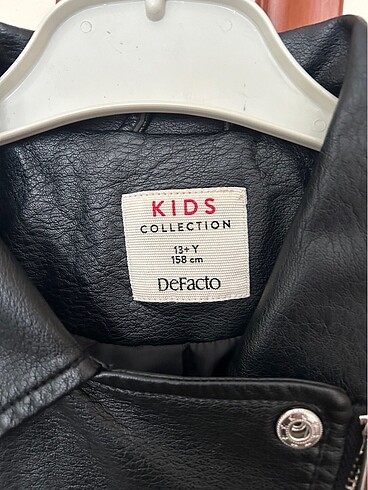 KIDS
COLLECTION
13+ Y
158 cm
DeFacto